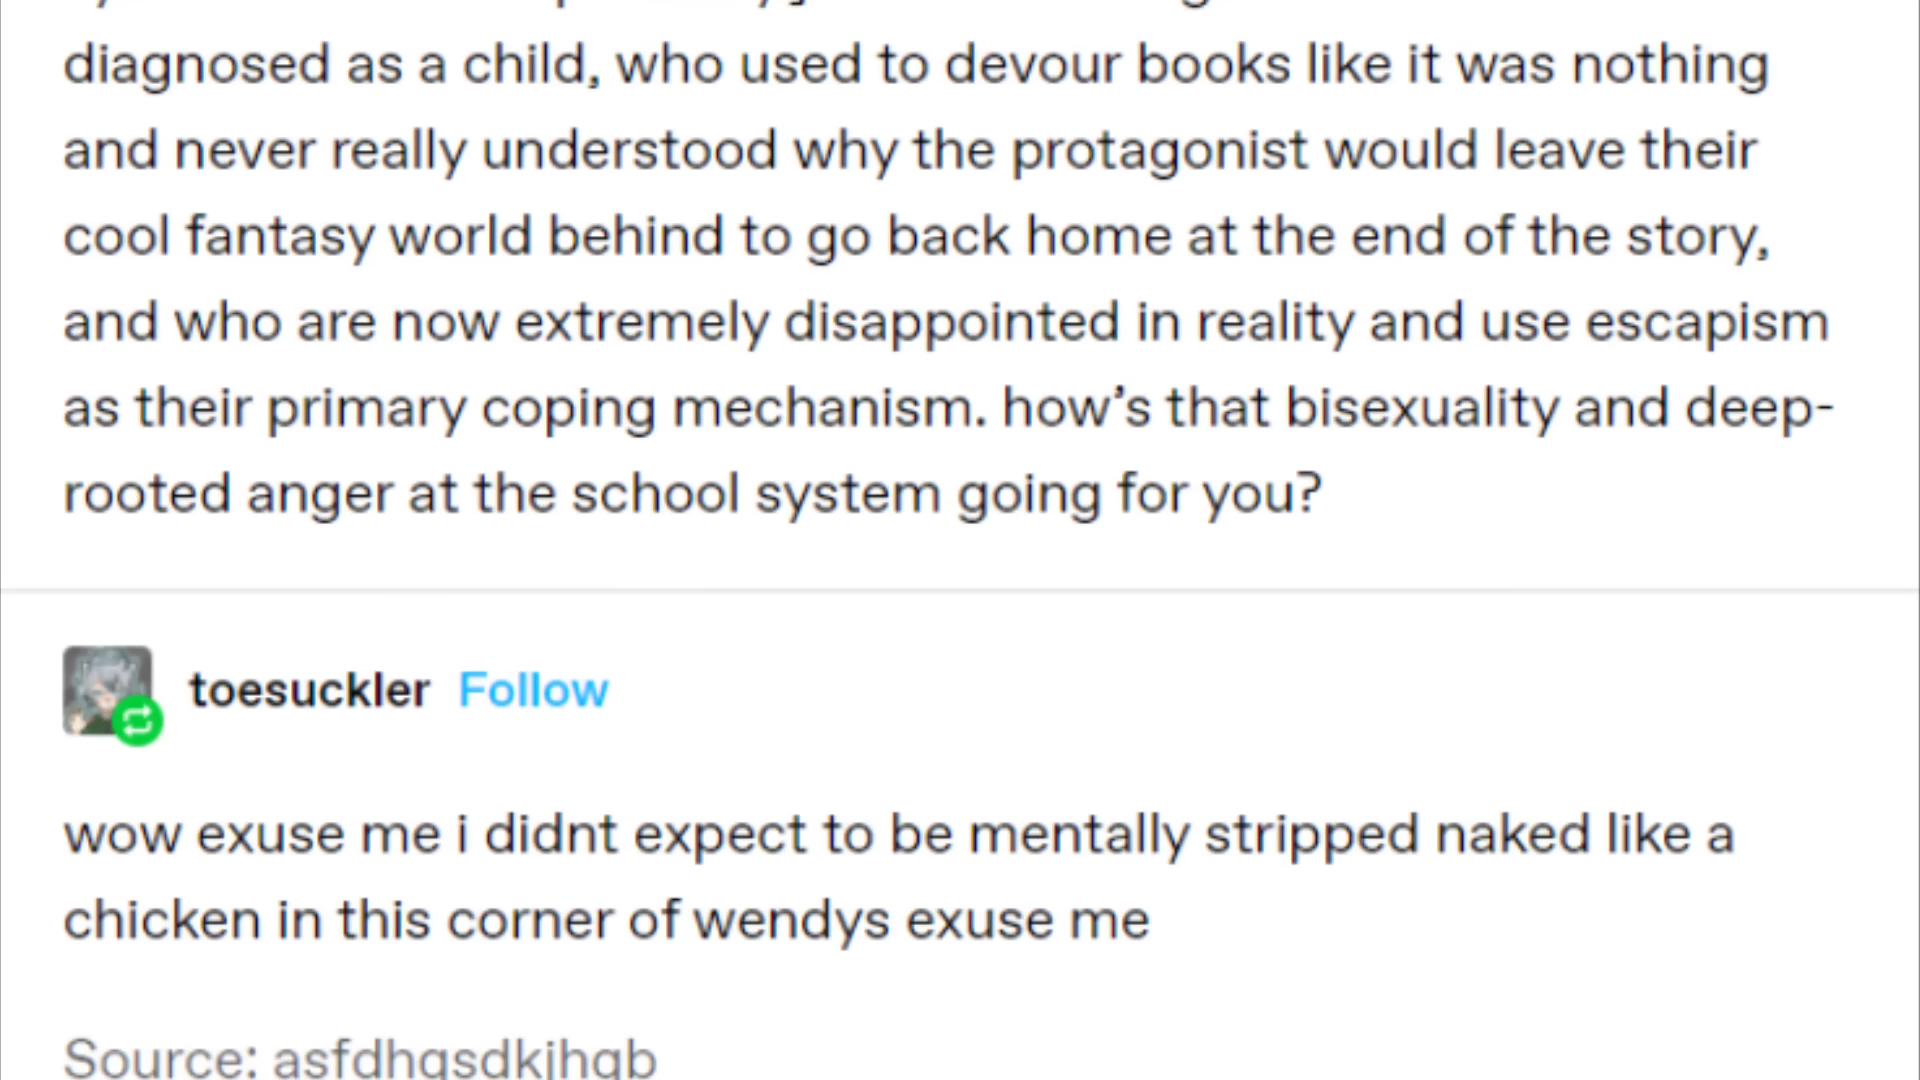 diagnosed as a child, who used to devour books like it was nothing
and never really understood why the protagonist would leave their
cool fantasy world behind to go back home at the end of the story,
and who are now extremely disappointed in reality and use escapism
as their primary coping mechanism. how’s that bisexuality and deep-
rooted anger at the school system going for you?
toesuckler Follow
wow exuse me i didnt expect to be mentally stripped naked like a
chicken in this corner of wendys exuse me
Source: asfdhgsdkjhgb